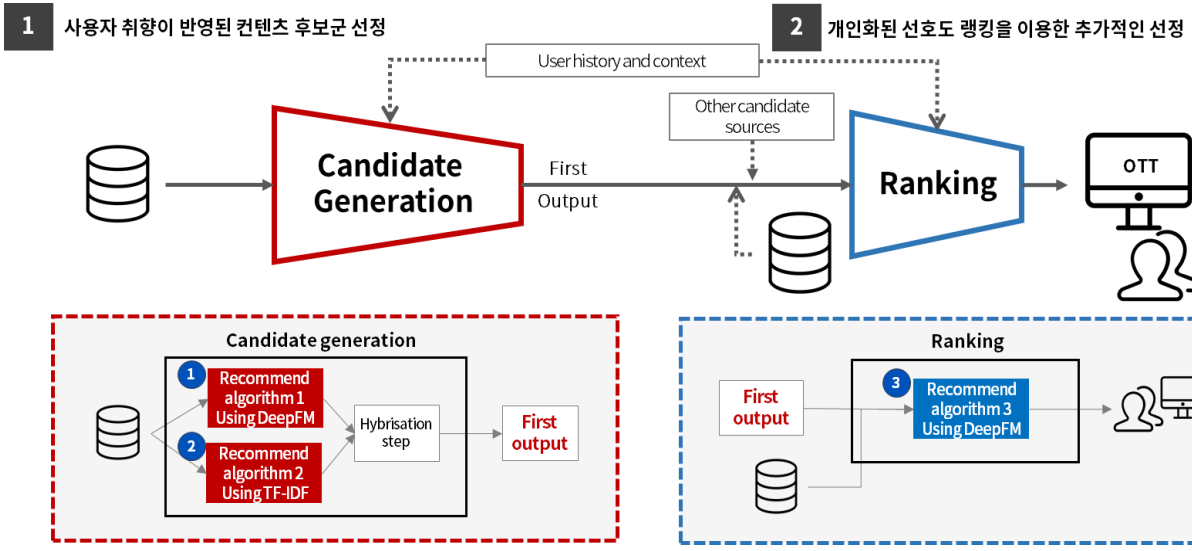 1
사용자 취향이 반영된 컨텐츠 후보군 선정
2
개인화된 선호도 랭킹을 이용한 추가적인 선정
User history and context
Other candidate
sources
Candidate
Generation
First
Output
Ranking
OTT
Candidate generation
1
Recommend
algorithm 1
Using DeepFM
2
Recommend
algorithm 2
Using TF-IDF
Hybrisation
step
First
output
Ranking
First
output
3
Recommend
algorithm 3
Using DeepFM